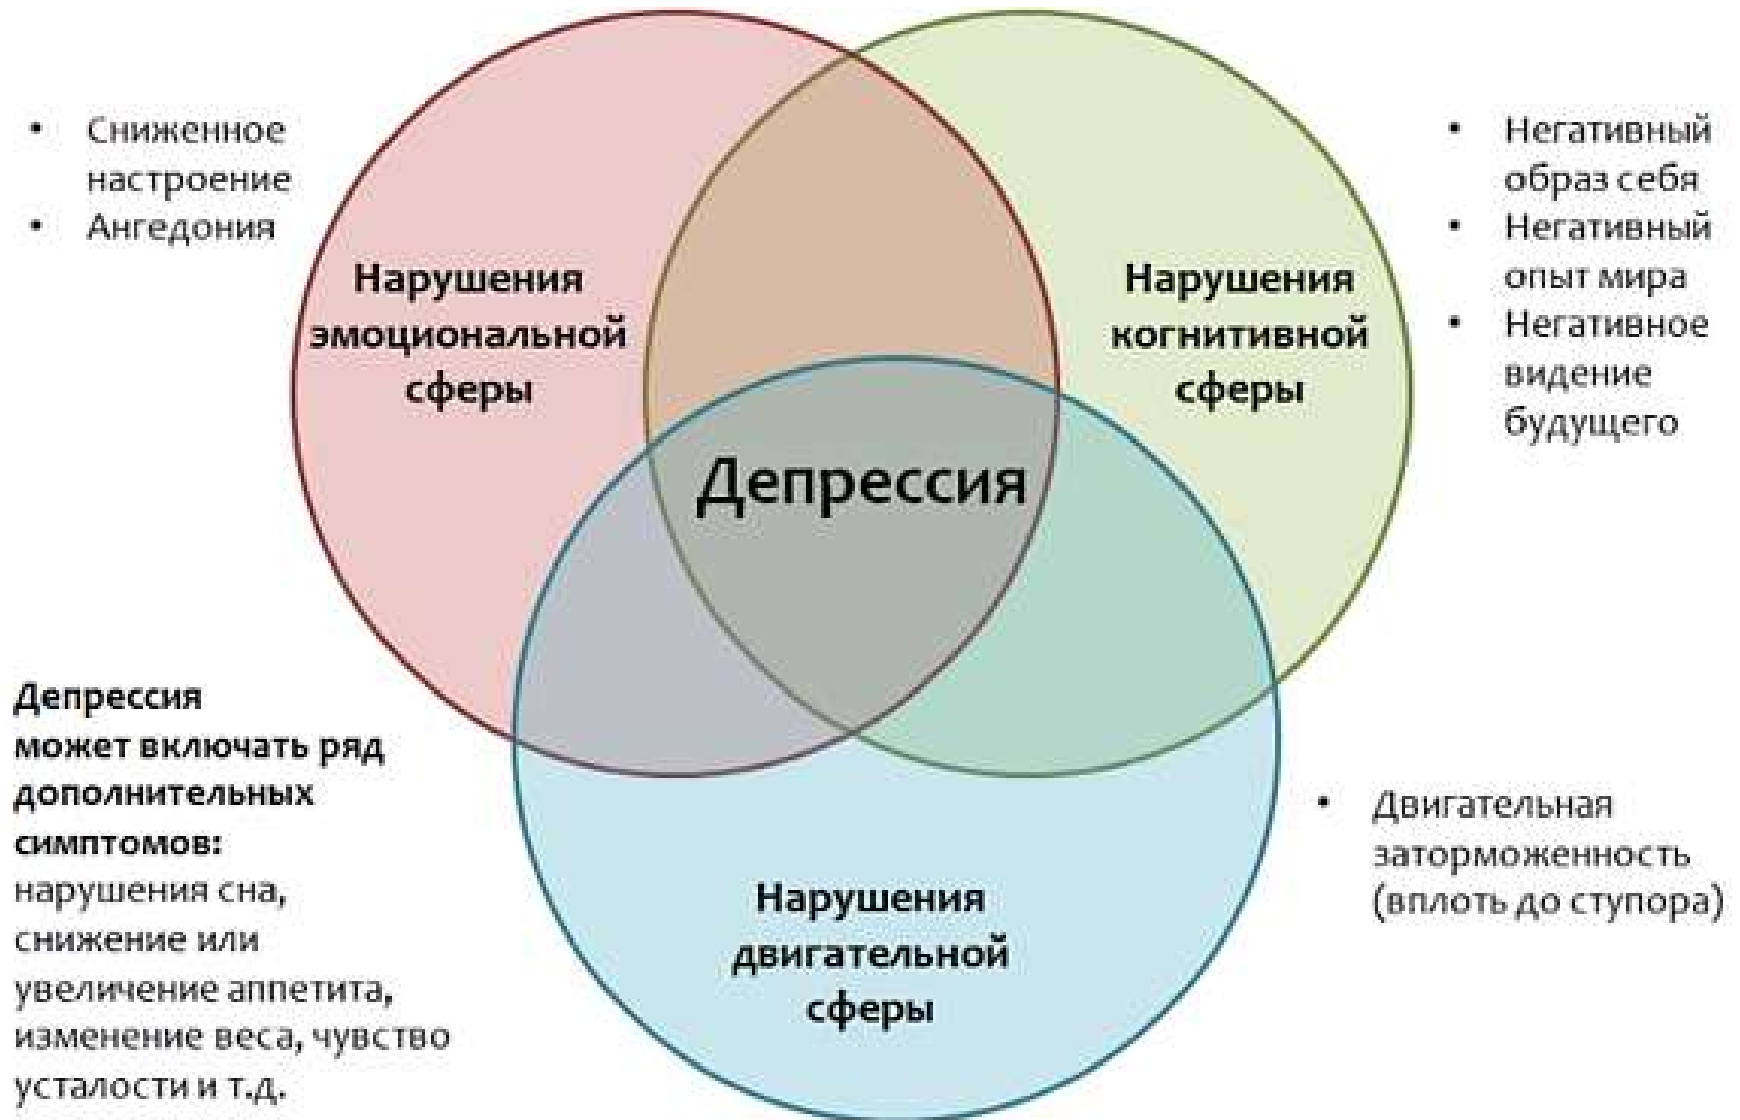 • Сниженное
настроение
• Ангедония
Нарушения
эмоциональной
сферы
Нарушения
когнитивной
сферы
• Негативный
образ себя
• Негативный
опыт мира
• Негативное
видение
будущего
Депрессия
Депрессия
может включать ряд
дополнительных
симптомов:
нарушения сна,
снижение или
увеличение аппетита,
изменение веса, чувство
усталости и т.д.
Нарушения
двигательной
сферы
• Двигательная
заторможенность
(вплоть до ступора)